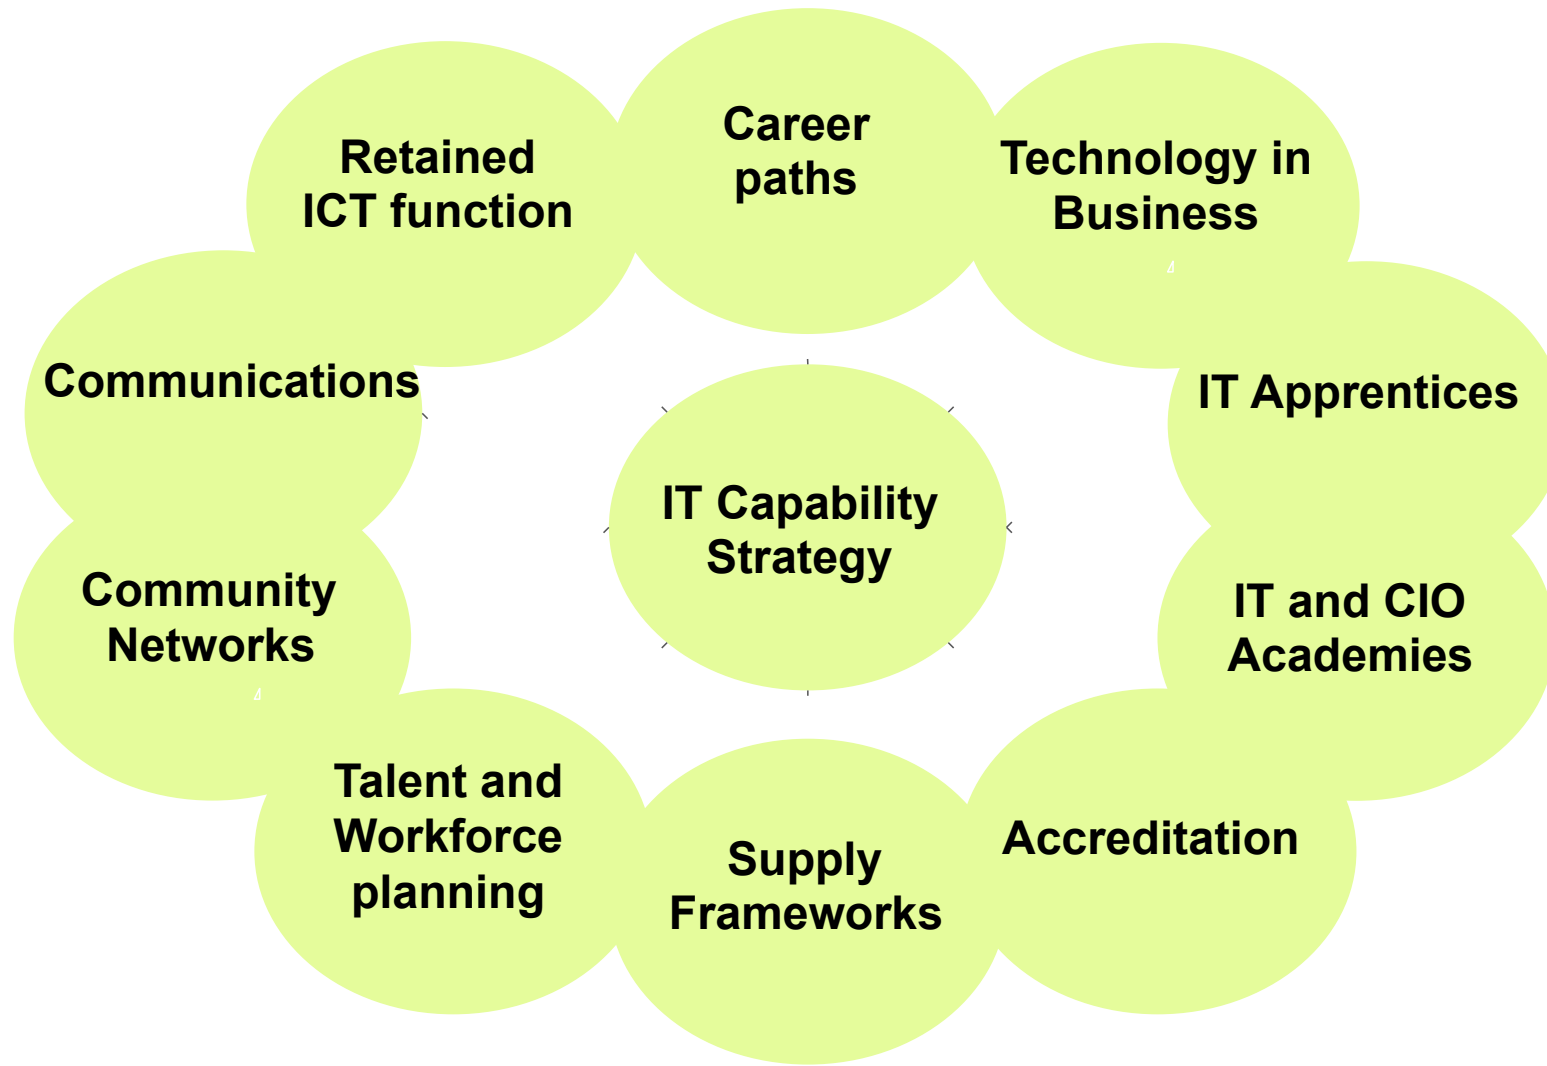 Career
paths
Retained
ICT function
Technology in
Business
Communications
IT Apprentices
IT Capability
Strategy
Community
Networks
IT and CIO
Academies
Talent and
Workforce
planning
Supply
Frameworks
Accreditation